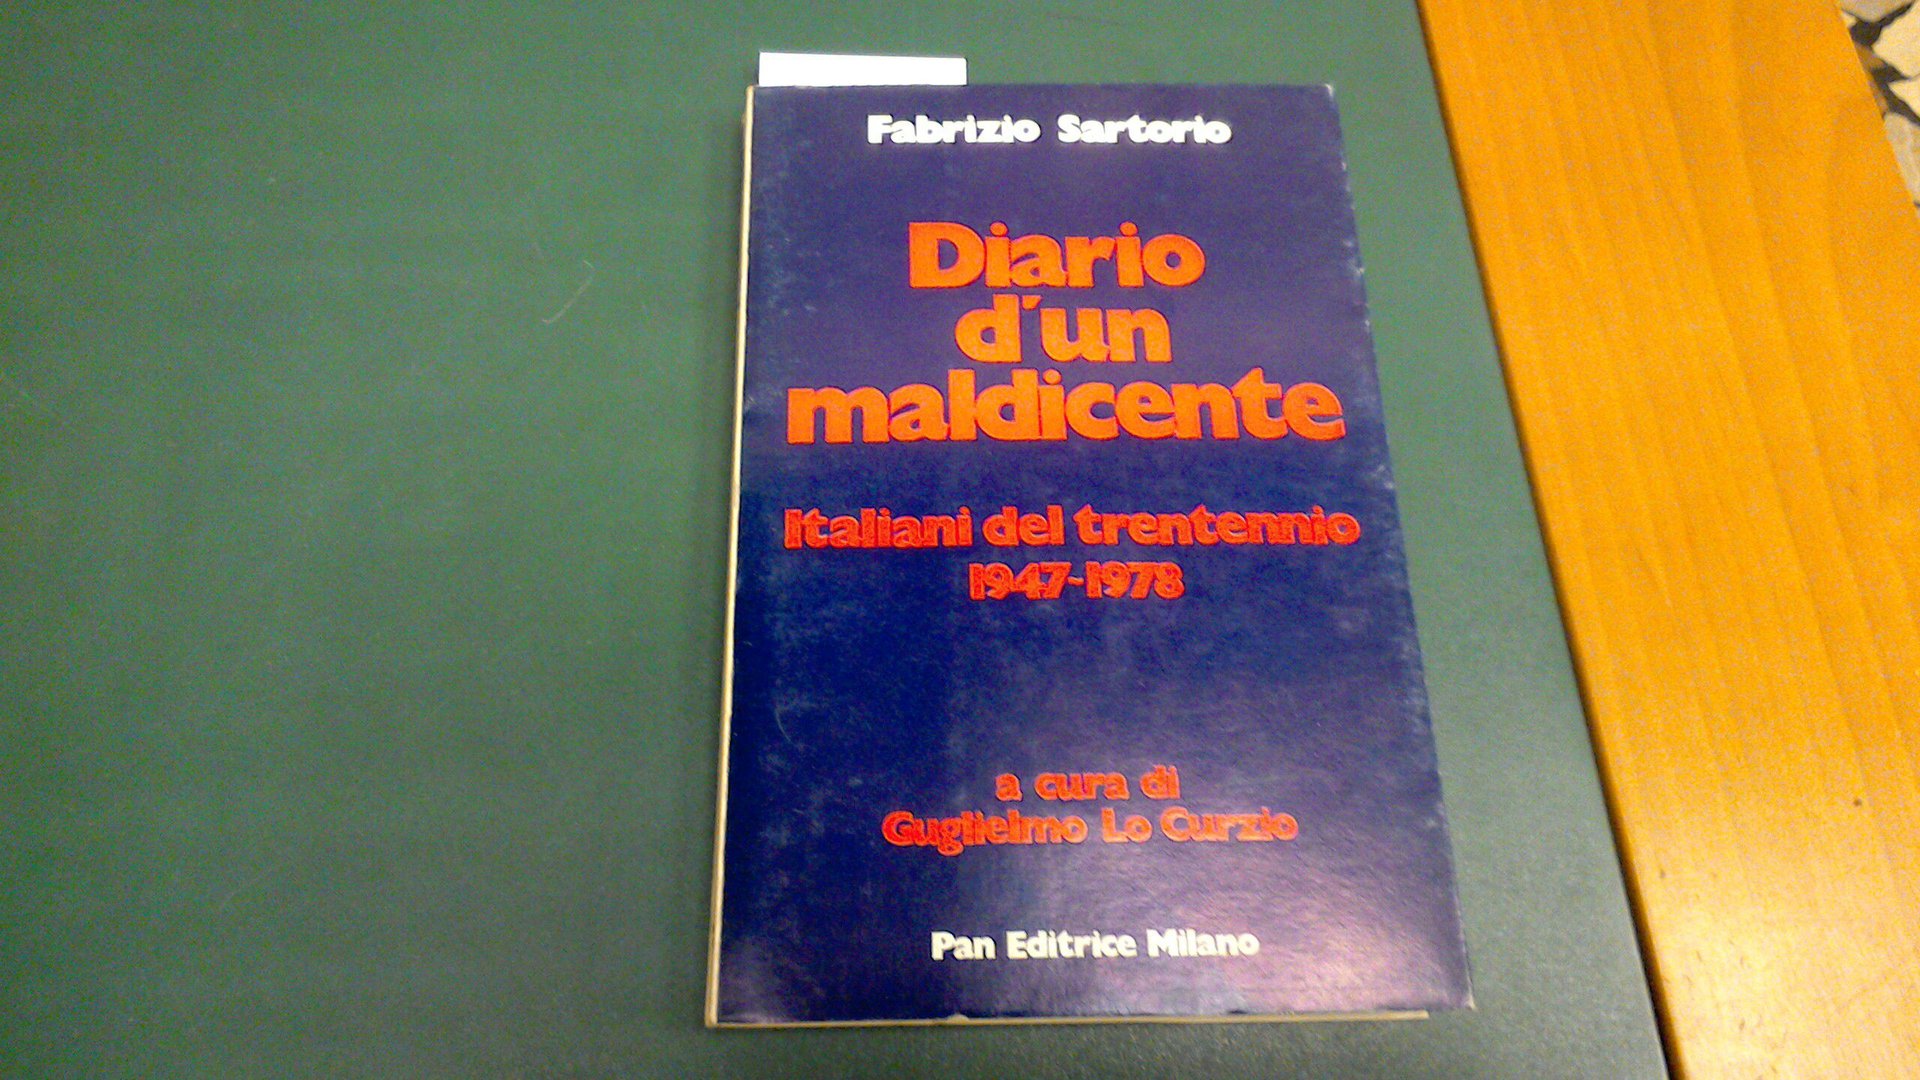 Fabrizio Sartorio
Diario
d'un
maldicente
Italiani del trentennio
1947-1978
a cura di
Guglielmo Lo Curzio
Pan Editrice Milano